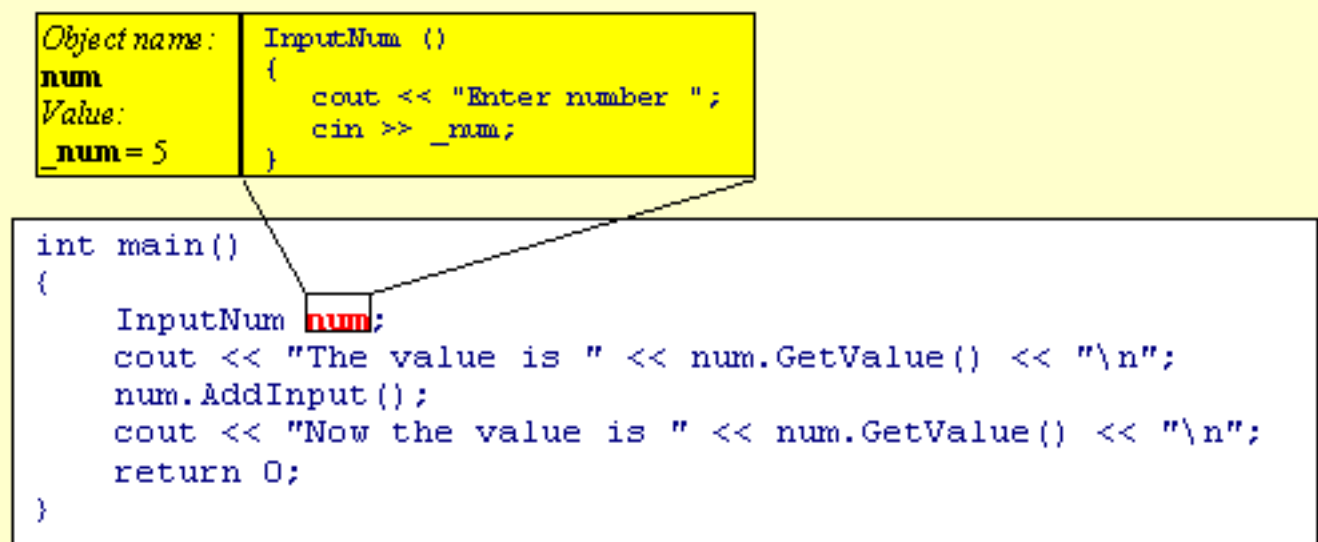 Object name:
num
Value:
_num = 5
InputNum ()
{
cout << "Enter number ";
cin >> _num;
}
int main()
{
InputNum num;
cout << "The value is " << num.GetValue() << "\n";
num.AddInput();
cout << "Now the value is " << num.GetValue() << "\n";
return 0;
}